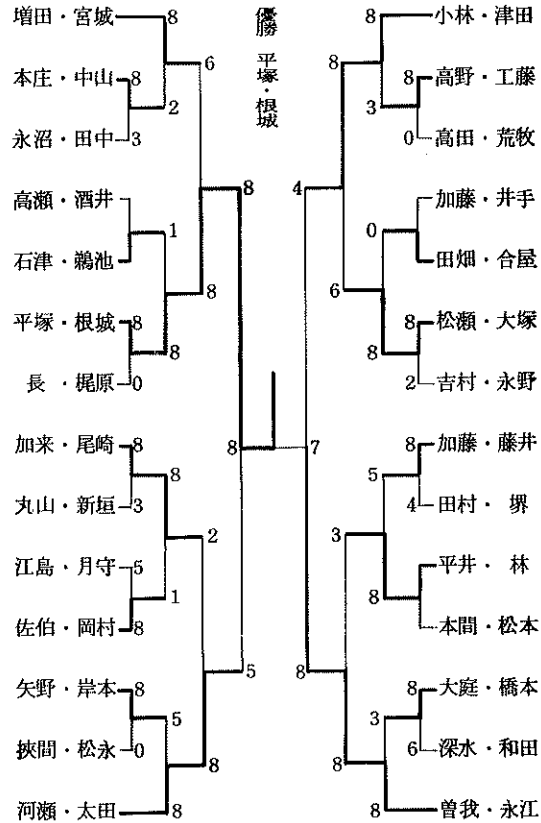 優勝 平塚・根城
増田・宮城 8
本庄・中山 8
永沼・田中 3
高瀬・酒井
石津・鵜池
平塚・根城 8
長・梶原 0
加来・尾崎 8
丸山・新垣 3
江島・月守 5
佐伯・岡村 8
矢野・岸本 8
挾間・松永 0
河瀬・太田 8
2
1
8
8
1
5
6
8
2
8
8
5
8
7
4
8
8
6
3
8
3
0
8
5
8
3
8 小林・津田
8 高野・工藤
0 高田・荒牧
加藤・井手
田畑・合屋
8 松瀬・大塚
2 吉村・永野
8 加藤・藤井
4 田村・堺
平井・林
本間・松本
8 大庭・橋本
6 深水・和田
8 曽我・永江